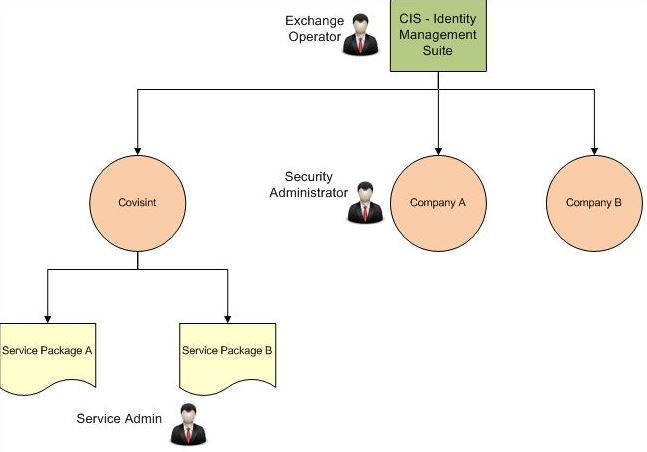 Exchange
Operator
CIS - Identity
Management
Suite
Covisint
Security
Administrator
Company A
Company B
Service Package A
Service Package B
Service Admin